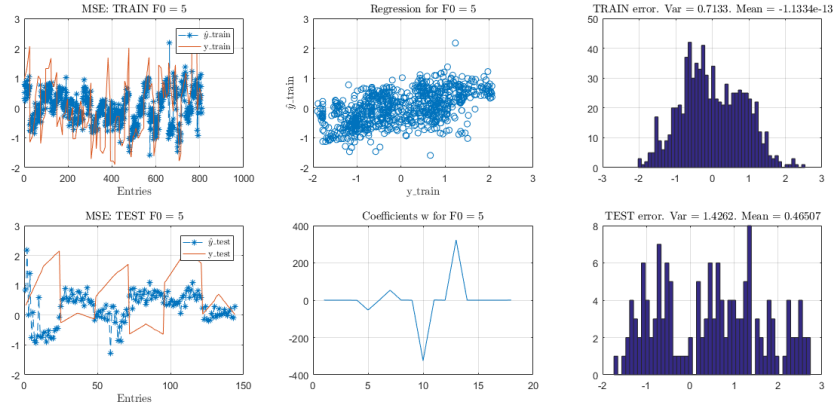 MSE: TRAIN F0 = 5
ŷ_train
y_train
3
2
1
0
-1
-2
0 200 400 600 800 1000
Entries
Regression for F0 = 5
ŷ_train
3
2
1
0
-1
-2
-2 -1 0 1 2 3
y_train
TRAIN error. Var = 0.7133. Mean = -1.1334e-13
50
40
30
20
10
0
-3 -2 -1 0 1 2 3
MSE: TEST F0 = 5
ŷ_test
y_test
3
2
1
0
-1
-2
0 50 100 150
Entries
Coefficients w for F0 = 5
400
200
0
-200
-400
0 5 10 15 20
TEST error. Var = 1.4262. Mean = 0.46507
8
6
4
2
0
-2 -1 0 1 2 3